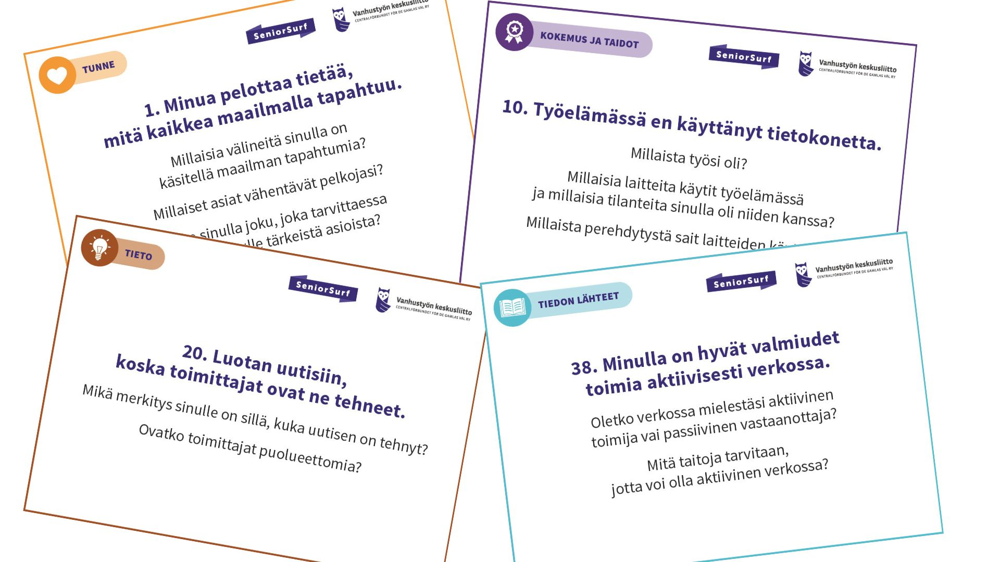 TUNNE
SeniorSurf
Vanhustyön keskusliitto
CENTRALFÖRBUNDET FÖR DE GAMLAS VÄL RY
1. Minua pelottaa tietää,
mitä kaikkea maailmalla tapahtuu.
Millaisia välineitä sinulla on
käsitellä maailman tapahtumia?
Millaiset asiat vähentävät pelkojasi?
sinulla joku, joka tarvittaessa
tärkeistä asioista?
KOKEMUS JA TAIDOT
SeniorSurf
Vanhustyön keskusliitto
CENTRALFÖRBUNDET FÖR DE GAMLAS VÄL RY
10. Työelämässä en käyttänyt tietokonetta.
Millaista työsi oli?
Millaisia laitteita käytit työelämässä
ja millaisia tilanteita sinulla oli niiden kanssa?
Millaista perehdytystä sait laitteiden
TIETO
SeniorSurf
Vanhustyön keskusliitto
CENTRALFÖRBUNDET FÖR DE GAMLAS VÄL RY
20. Luotan uutisiin,
koska toimittajat ovat ne tehneet.
Mikä merkitys sinulle on sillä, kuka uutisen on tehnyt?
Ovatko toimittajat puolueettomia?
TIEDON LÄHTEET
SeniorSurf
Vanhustyön keskusliitto
CENTRALFÖRBUNDET FÖR DE GAMLAS VÄL RY
38. Minulla on hyvät valmiudet
toimia aktiivisesti verkossa.
Oletko verkossa mielestäsi aktiivinen
toimija vai passiivinen vastaanottaja?
Mitä taitoja tarvitaan,
jotta voi olla aktiivinen verkossa?